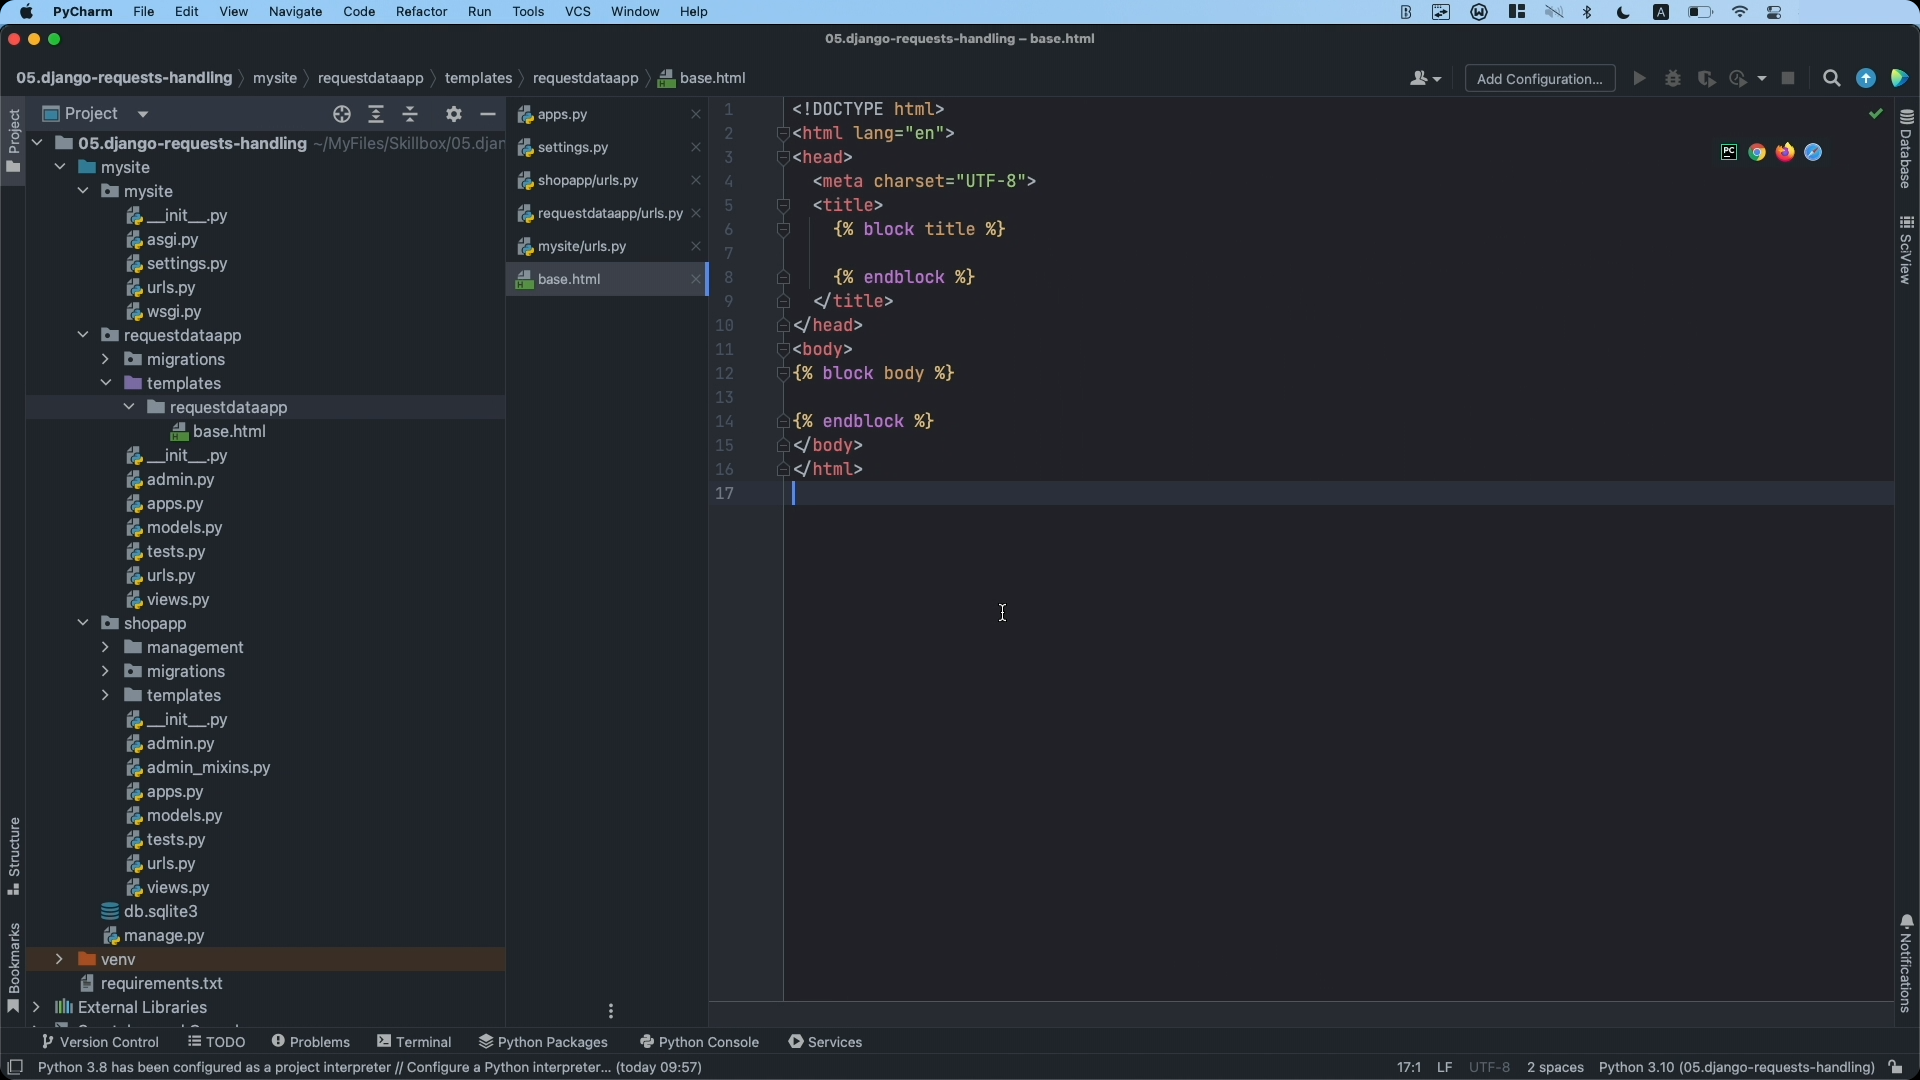 PyCharm File Edit View Navigate Code Refactor Run Tools VCS Window Help
A
05.django-requests-handling – base.html
05.django-requests-handling mysite requestdataapp templates requestdataapp base.html
Add Configuration...
Project
Project
05.django-requests-handling ~/MyFiles/Skillbox/05.djan
mysite
mysite
__init__.py
asgi.py
settings.py
urls.py
wsgi.py
requestdataapp
migrations
templates
requestdataapp
base.html
__init__.py
admin.py
apps.py
models.py
tests.py
urls.py
views.py
shopapp
management
migrations
templates
__init__.py
admin.py
admin_mixins.py
apps.py
models.py
tests.py
urls.py
views.py
db.sqlite3
manage.py
venv
requirements.txt
External Libraries
Structure
Bookmarks
apps.py
settings.py
shopapp/urls.py
requestdataapp/urls.py
mysite/urls.py
base.html
1 <!DOCTYPE html>
2 <html lang="en">
3 <head>
4 <meta charset="UTF-8">
5 <title>
6 {% block title %}
7
8 {% endblock %}
9 </title>
10 </head>
11 <body>
12 {% block body %}
13
14 {% endblock %}
15 </body>
16 </html>
17
PC
Database
SciView
Notifications
Version Control TODO Problems Terminal Python Packages Python Console Services
Python 3.8 has been configured as a project interpreter // Configure a Python interpreter... (today 09:57)
17:1 LF UTF-8 2 spaces Python 3.10 (05.django-requests-handling)